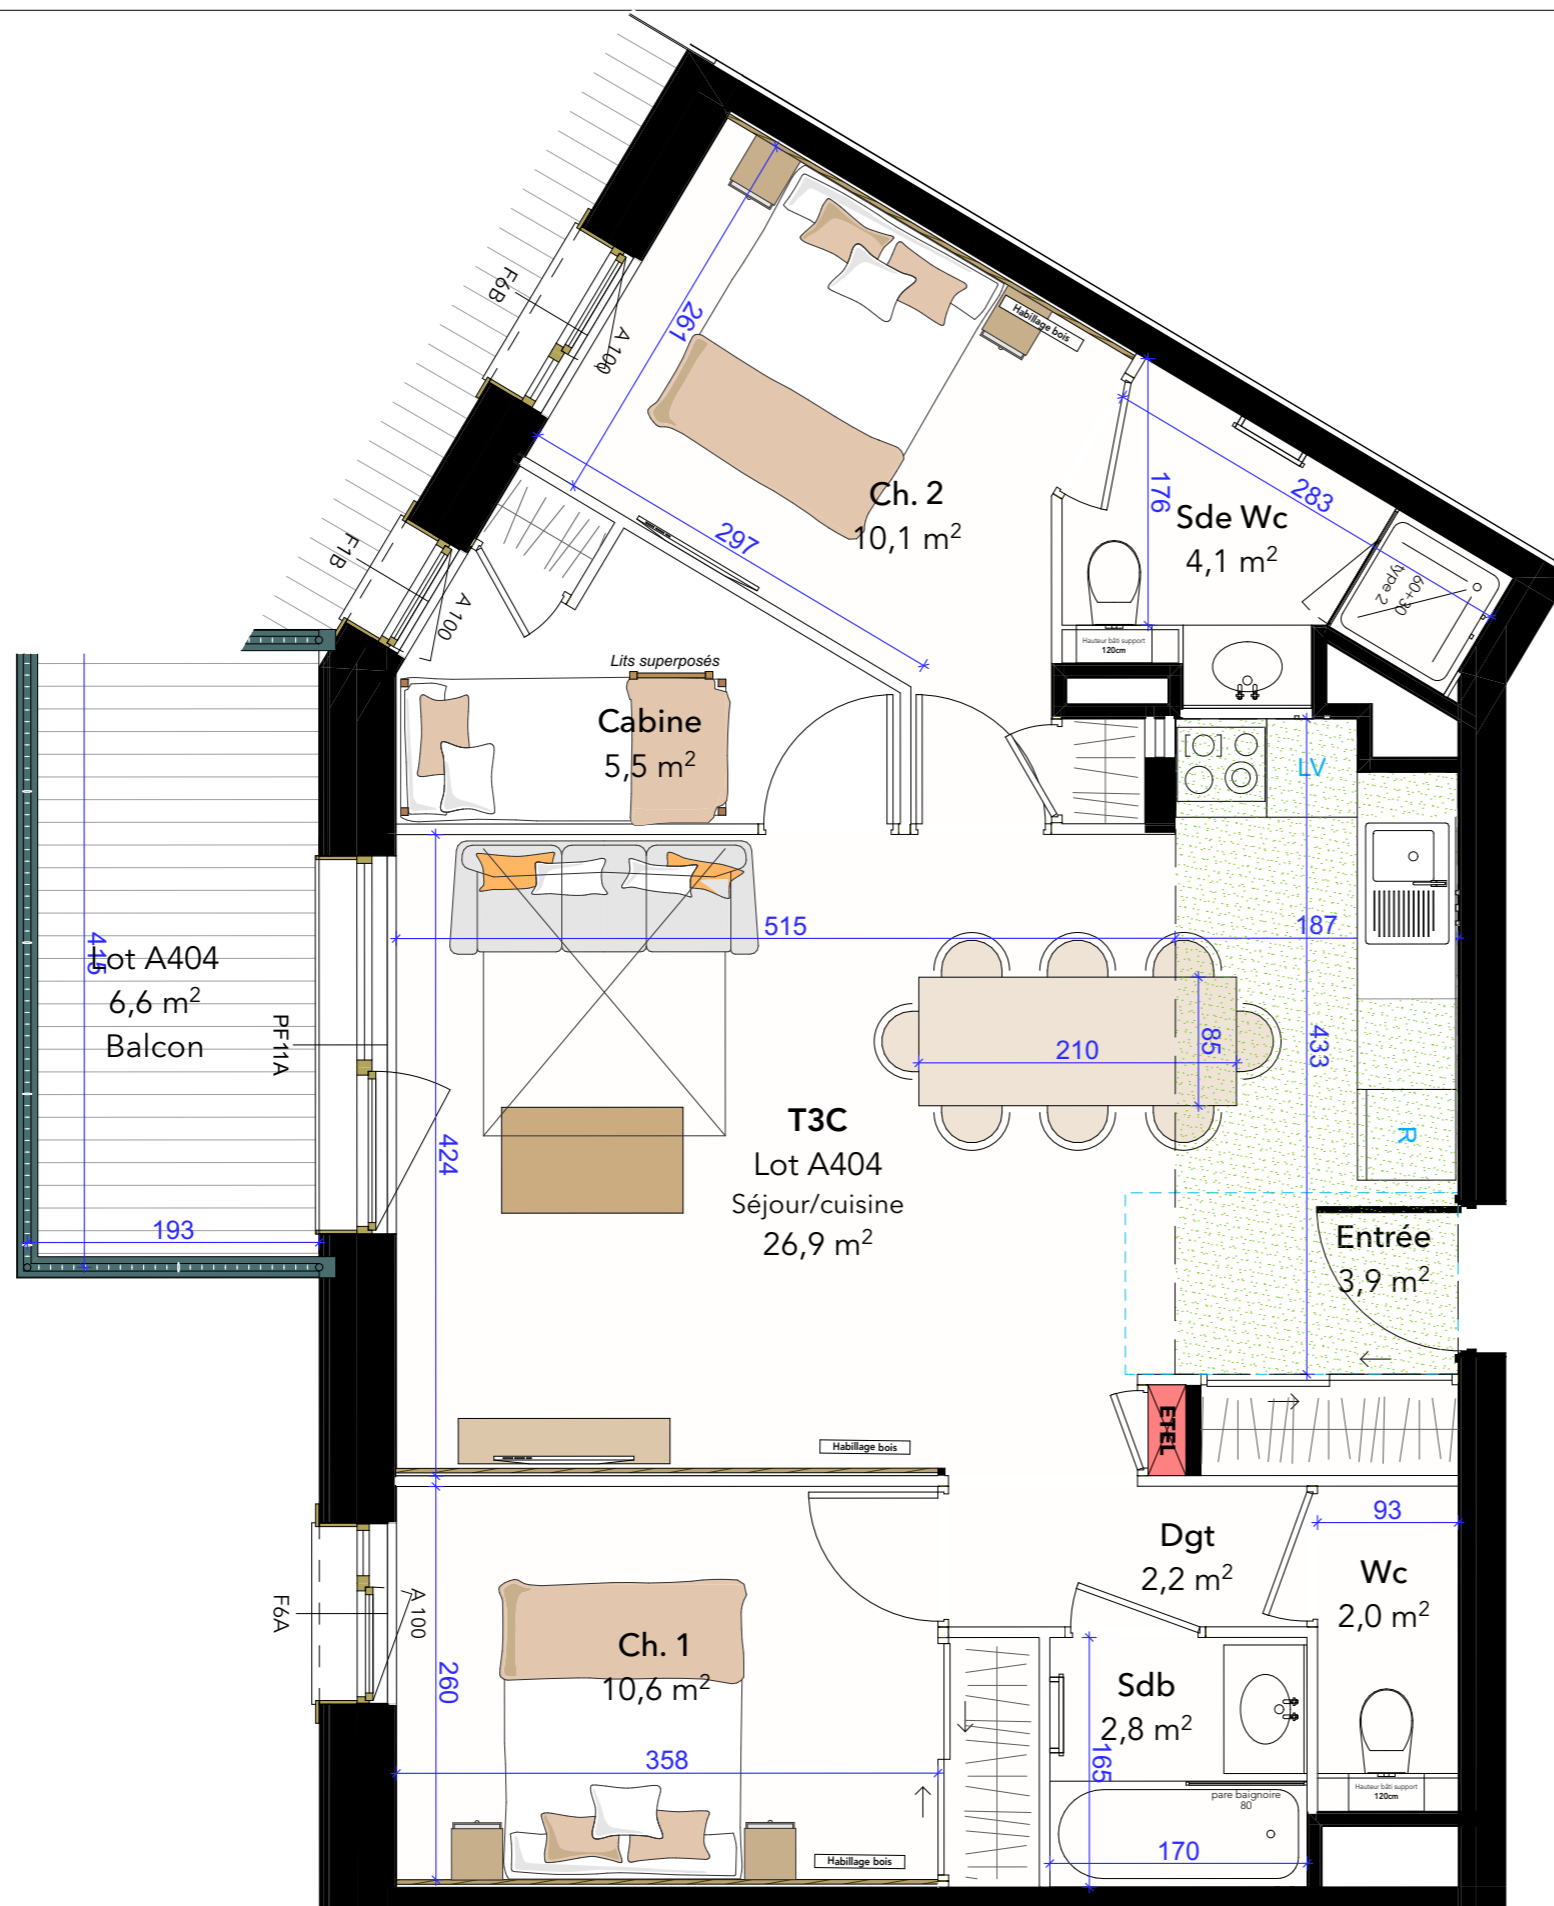 F6B
A 100
261
Habillage bois
Ch. 2
10,1 m²
297
176
Sde Wc
4,1 m²
283
60+30
type 2
F1B
A 100
Hauteur bâti support
120cm
Lits superposés
Cabine
5,5 m²
LV
515
187
Lot A404
6,6 m²
Balcon
415
PF11A
210
85
433
T3C
Lot A404
Séjour/cuisine
26,9 m²
424
R
193
Entrée
3,9 m²
ETEL
Habillage bois
93
Dgt
2,2 m²
Wc
2,0 m²
F6A
A 100
Ch. 1
10,6 m²
260
Sdb
2,8 m²
165
358
pare baignoire
80
Hauteur bâti support
120cm
170
Habillage bois